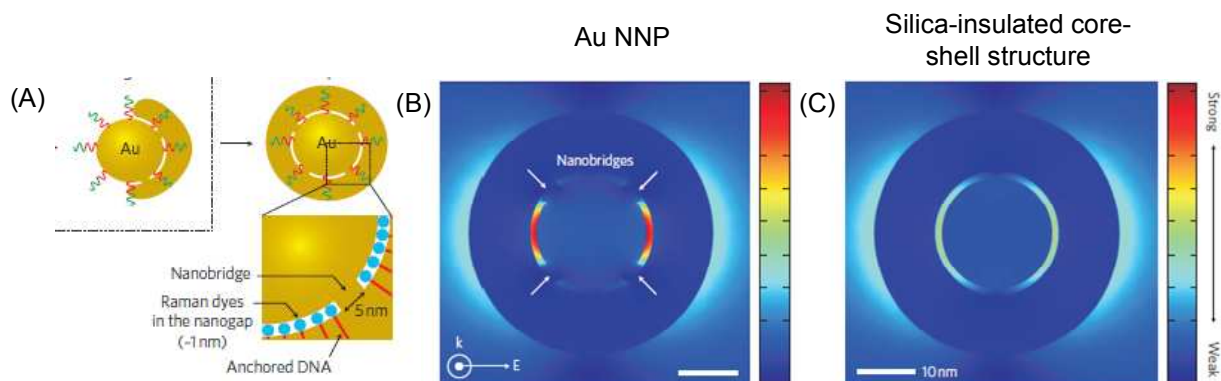 Au NNP
Silica-insulated core-
shell structure
(A)
Au
Au
Nanobridge
Raman dyes
in the nanogap
(~1 nm)
5 nm
Anchored DNA
(B)
Nanobridges
k
E
(C)
10 nm
Strong
Weak